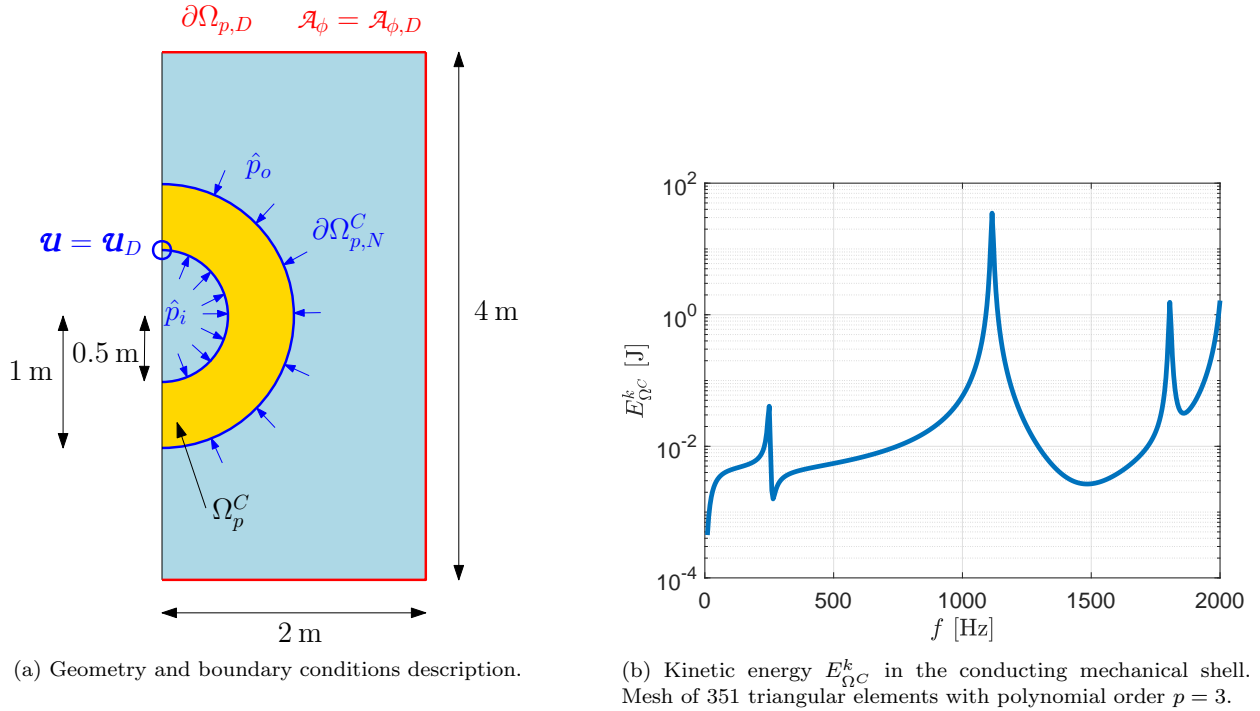 ∂Ω_{p,D} 𝒜_ϕ = 𝒜_{ϕ,D}
p̂_o
∂Ω^C_{p,N}
𝓤 = 𝓤_D
p̂_i
4 m
0.5 m
1 m
Ω^C_p
2 m
(a) Geometry and boundary conditions description.
10^2
10^0
10^{-2}
10^{-4}
E^k_{Ω^C} [J]
0 500 1000 1500 2000
f [Hz]
(b) Kinetic energy E^k_{Ω^C} in the conducting mechanical shell.
Mesh of 351 triangular elements with polynomial order p = 3.